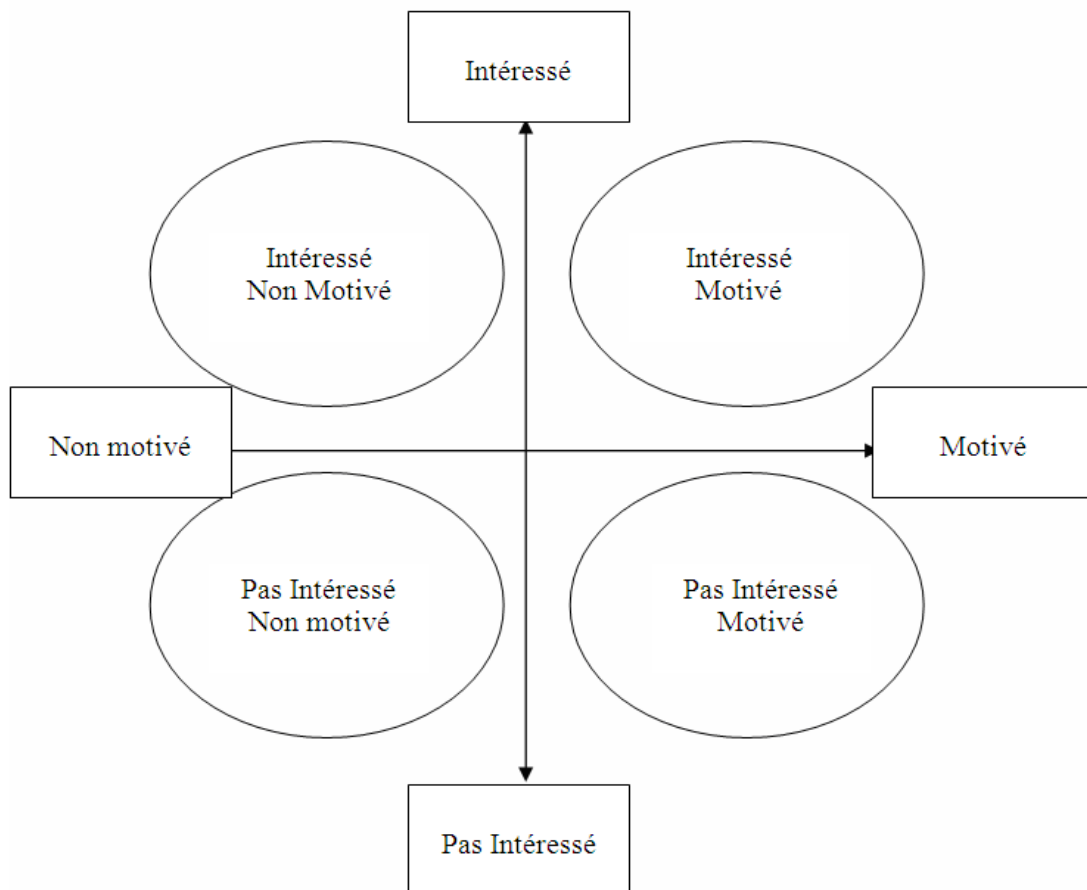 Intéressé
Intéressé
Non Motivé
Intéressé
Motivé
Non motivé
Motivé
Pas Intéressé
Non motivé
Pas Intéressé
Motivé
Pas Intéressé